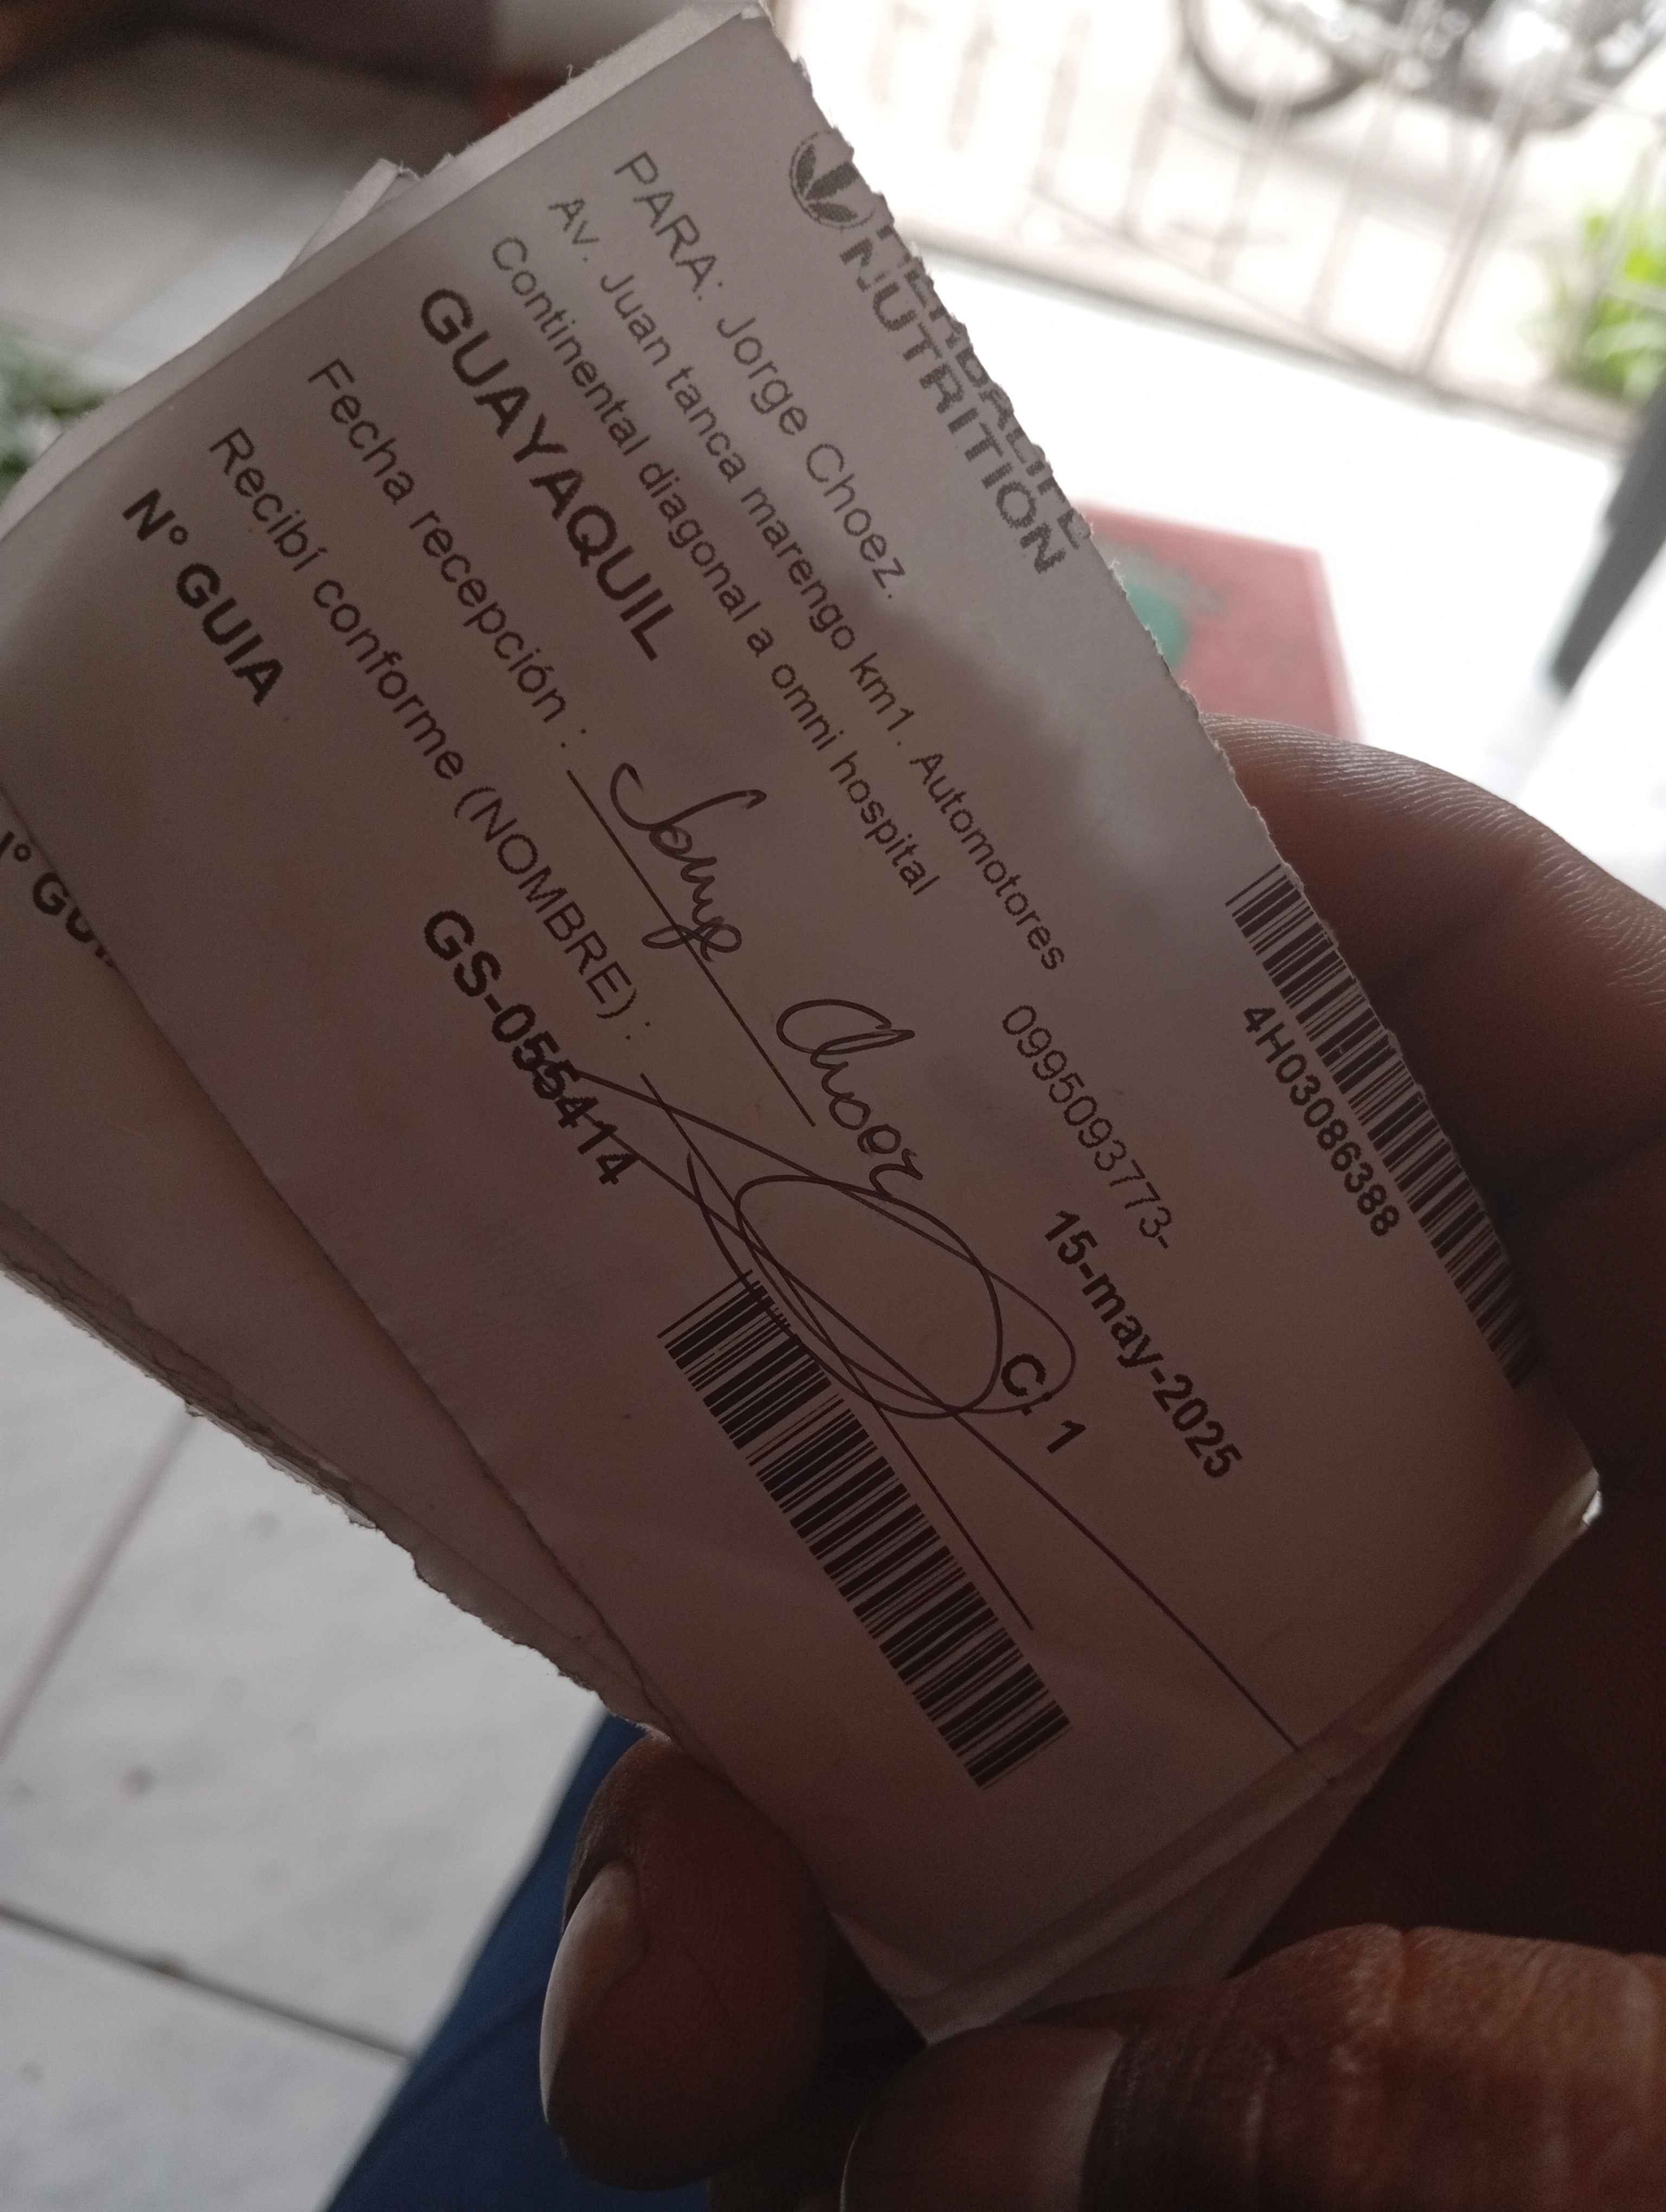 HERBALIFE
NUTRITION
4H03086388
PARA: Jorge Choez.
Av. Juan tanca marengo km1. Automotores
0995093773-
Continental diagonal a omni hospital
GUAYAQUIL
15-may-2025
Fecha recepción :
Choez
C. 1
Recibí conforme (NOMBRE) :
Nº GUIA
GS-055414